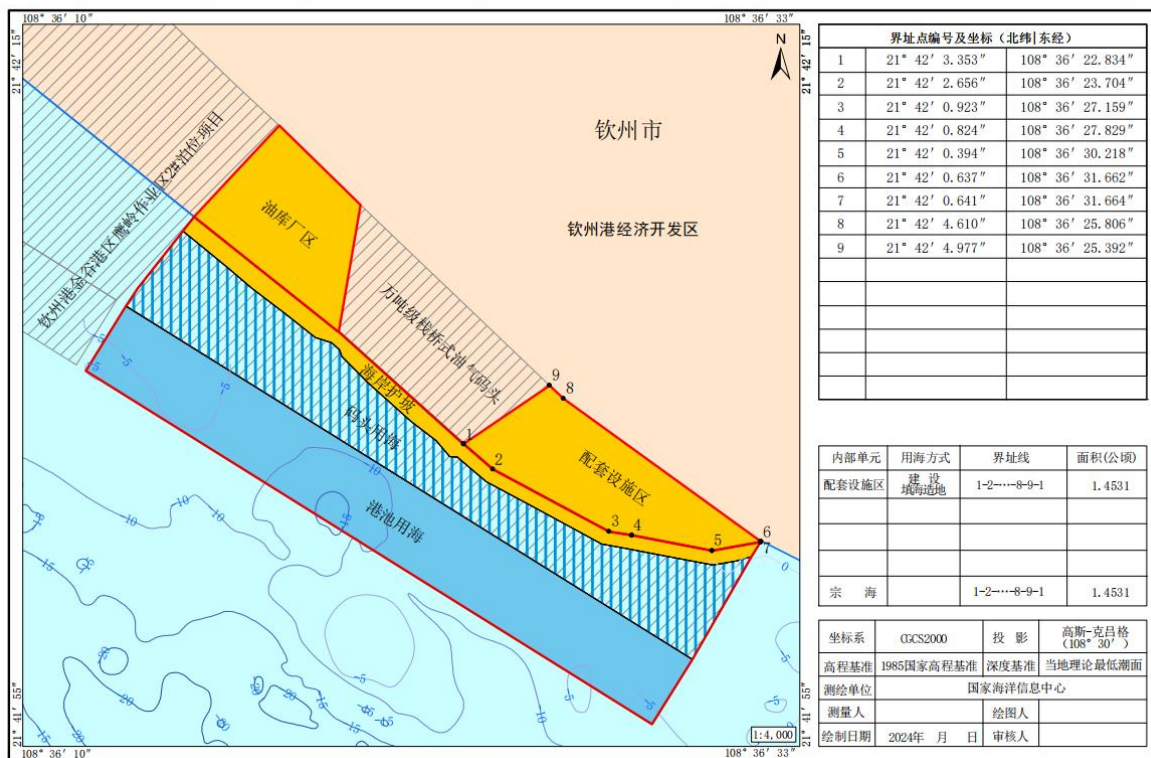 108° 36′ 10″
108° 36′ 33″
21° 42′ 15″
21° 42′ 15″
N
钦州市
钦州港经济开发区
钦州港金谷港区鹰岭作业区2#泊位项目
油库厂区
万吨级栈桥式油气码头
海岸护坡
码头用海
港池用海
配套设施区
9
8
1
2
3
4
5
6
7
0
-5
-5
-5
-5
-10
-10
-15
-10
-10
-15
-15
-5
-10
-20
-20
-5
-5
21° 41′ 55″
21° 41′ 55″
1:4,000
108° 36′ 10″
108° 36′ 33″
界址点编号及坐标（北纬|东经）
1 21° 42′ 3.353″ 108° 36′ 22.834″
2 21° 42′ 2.656″ 108° 36′ 23.704″
3 21° 42′ 0.923″ 108° 36′ 27.159″
4 21° 42′ 0.824″ 108° 36′ 27.829″
5 21° 42′ 0.394″ 108° 36′ 30.218″
6 21° 42′ 0.637″ 108° 36′ 31.662″
7 21° 42′ 0.641″ 108° 36′ 31.664″
8 21° 42′ 4.610″ 108° 36′ 25.806″
9 21° 42′ 4.977″ 108° 36′ 25.392″
内部单元 用海方式 界址线 面积(公顷)
配套设施区 建 设 填海造地 1-2-…-8-9-1 1.4531
宗 海 1-2-…-8-9-1 1.4531
坐标系 CGCS2000 投 影 高斯-克吕格 (108° 30′ )
高程基准 1985国家高程基准 深度基准 当地理论最低潮面
测绘单位 国家海洋信息中心
测量人 绘图人
绘制日期 2024年 月 日 审核人